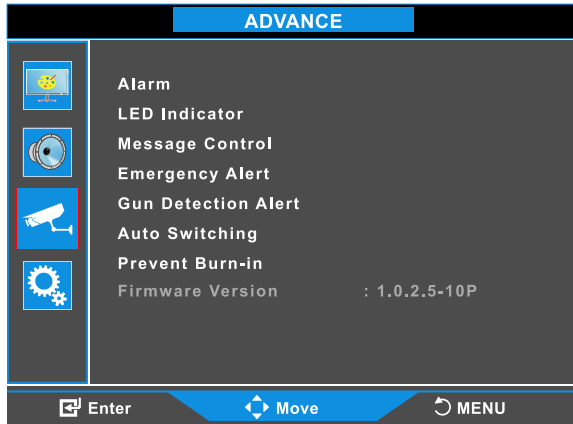 ADVANCE
Alarm
LED Indicator
Message Control
Emergency Alert
Gun Detection Alert
Auto Switching
Prevent Burn-in
Firmware Version : 1.0.2.5-10P
Enter Move MENU